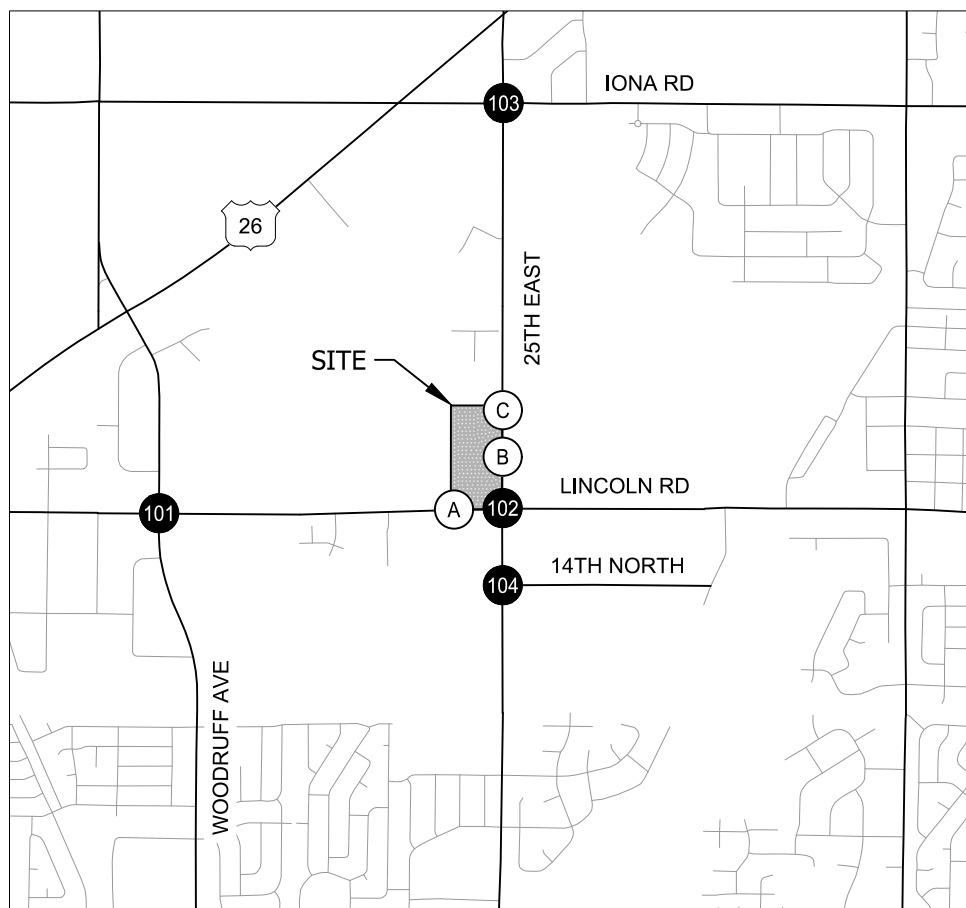 IONA RD
103
26
25TH EAST
SITE
C
B
LINCOLN RD
101
A
102
14TH NORTH
104
WOODRUFF AVE